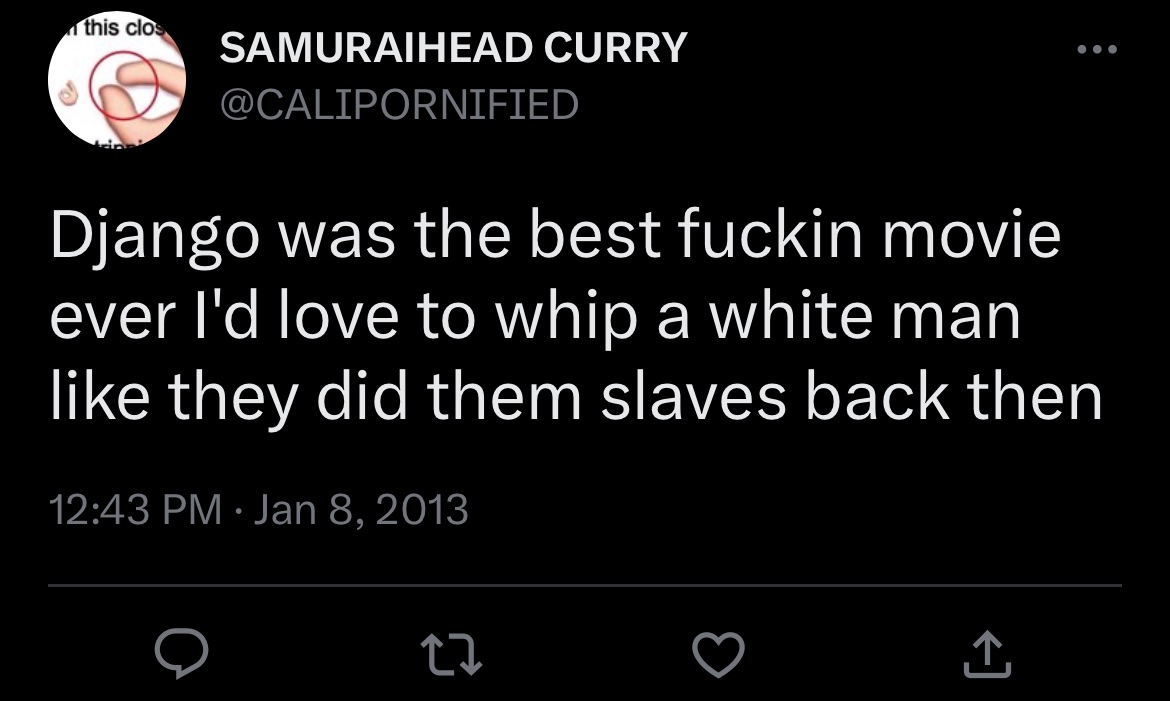 n this clos
SAMURAIHEAD CURRY
@CALIPORNIFIED
Django was the best fuckin movie
ever I'd love to whip a white man
like they did them slaves back then
12:43 PM · Jan 8, 2013